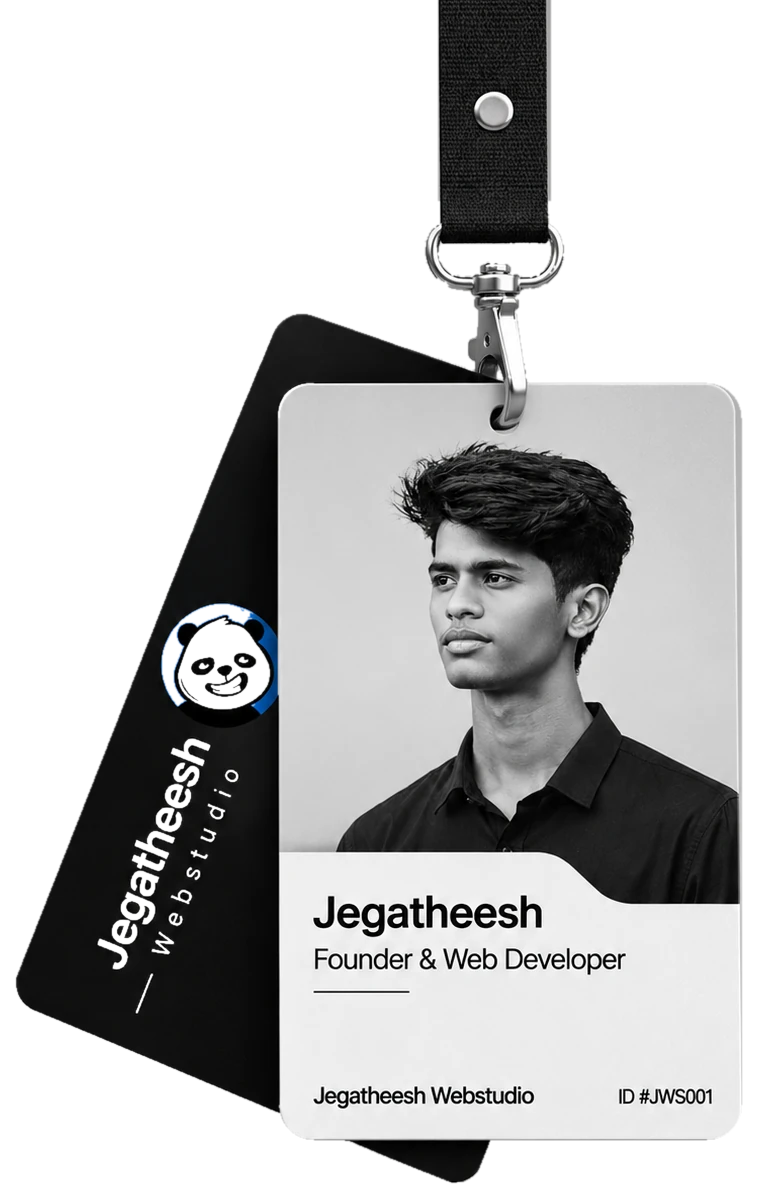 Jegatheesh
Webstudio
Jegatheesh
Founder & Web Developer
Jegatheesh Webstudio
ID #JWS001